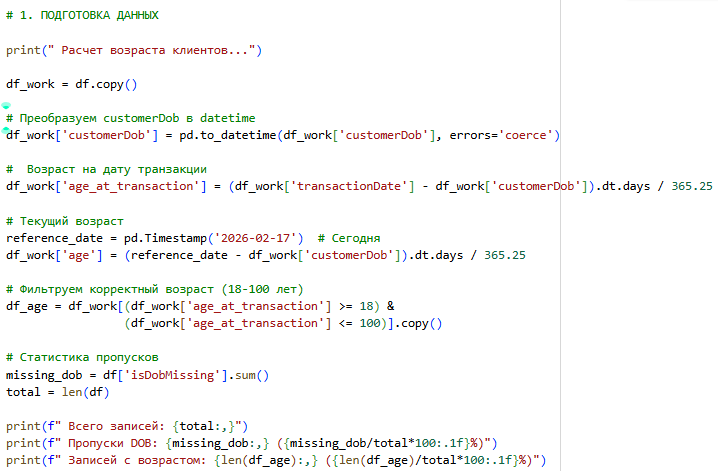 # 1. ПОДГОТОВКА ДАННЫХ
print(" Расчет возраста клиентов...")
df_work = df.copy()
# Преобразуем customerDob в datetime
df_work['customerDob'] = pd.to_datetime(df_work['customerDob'], errors='coerce')
#  Возраст на дату транзакции
df_work['age_at_transaction'] = (df_work['transactionDate'] - df_work['customerDob']).dt.days / 365.25
# Текущий возраст
reference_date = pd.Timestamp('2026-02-17')  # Сегодня
df_work['age'] = (reference_date - df_work['customerDob']).dt.days / 365.25
# Фильтруем корректный возраст (18-100 лет)
df_age = df_work[(df_work['age_at_transaction'] >= 18) &
                (df_work['age_at_transaction'] <= 100)].copy()
# Статистика пропусков
missing_dob = df['isDobMissing'].sum()
total = len(df)
print(f" Всего записей: {total:,}")
print(f" Пропуски DOB: {missing_dob:,} ({missing_dob/total*100:.1f}%)")
print(f" Записей с возрастом: {len(df_age):,} ({len(df_age)/total*100:.1f}%)")